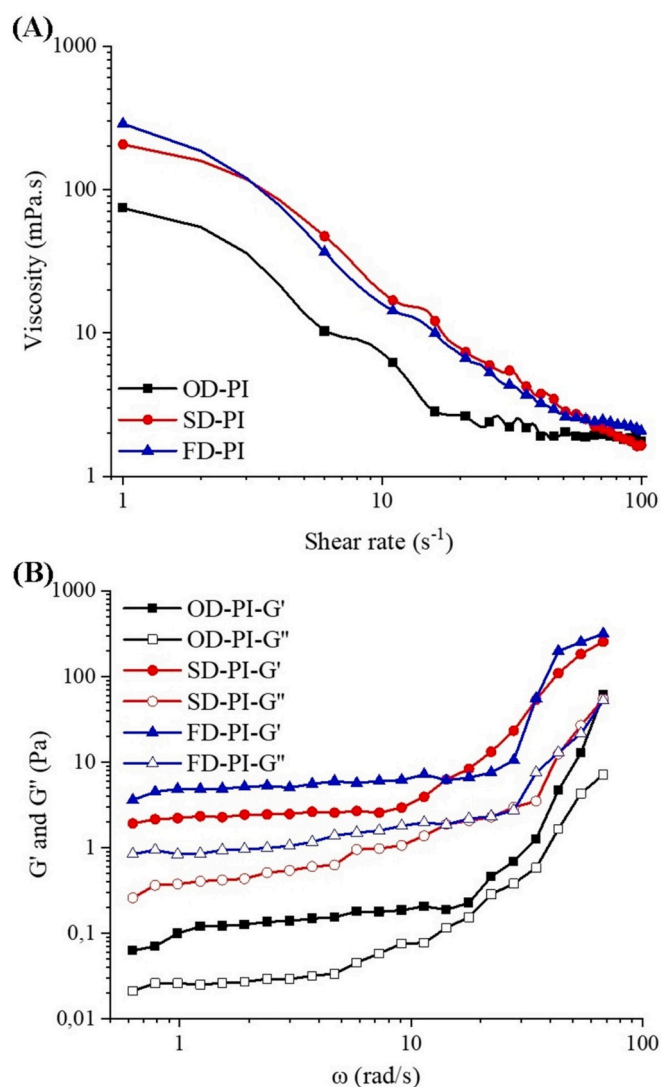 (A)
1000
100
10
1
Viscosity (mPa.s)
OD-PI
SD-PI
FD-PI
1 10 100
Shear rate (s⁻¹)
(B)
1000
100
10
1
0,1
0,01
G' and G" (Pa)
OD-PI-G'
OD-PI-G"
SD-PI-G'
SD-PI-G"
FD-PI-G'
FD-PI-G"
1 10 100
ω (rad/s)